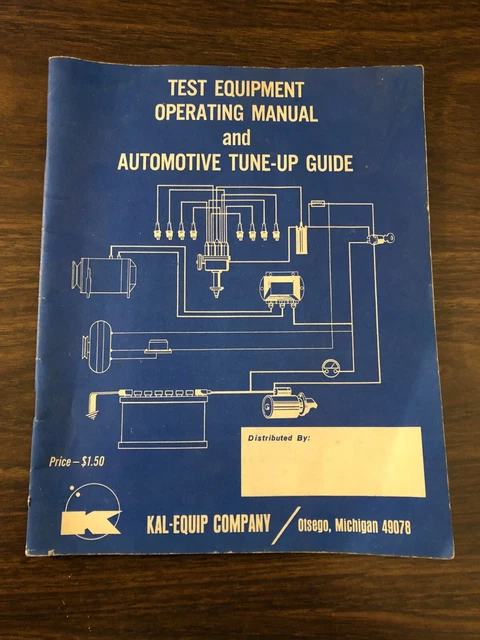 TEST EQUIPMENT
OPERATING MANUAL
and
AUTOMOTIVE TUNE-UP GUIDE
Distributed By:
Price – $1.50
K
KAL-EQUIP COMPANY / Otsego, Michigan 49078